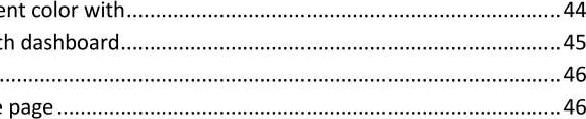 ent color with........................................................................................ 44
th dashboard........................................................................................ 45
................................................................................................................ 46
e page.................................................................................................... 46